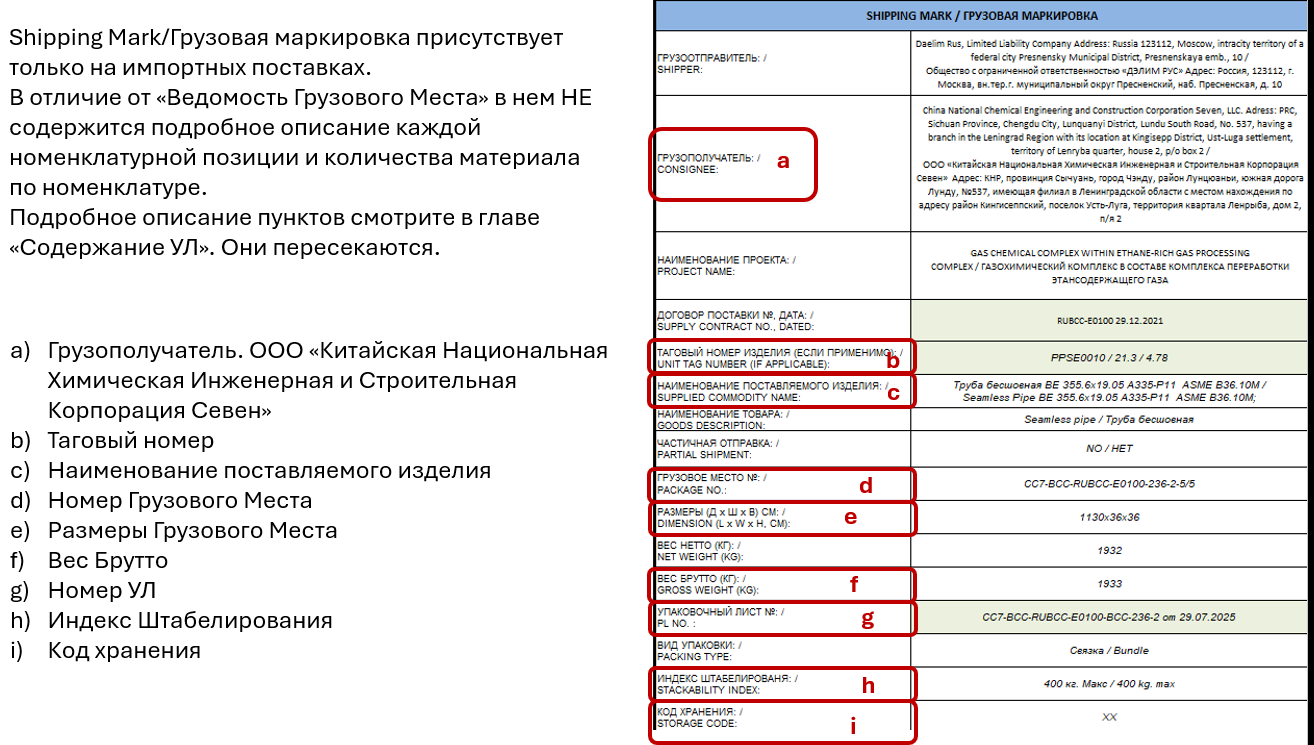 Shipping Mark/Грузовая маркировка присутствует
только на импортных поставках.
В отличие от «Ведомость Грузового Места» в нем НЕ
содержится подробное описание каждой
номенклатурной позиции и количества материала
по номенклатуре.
Подробное описание пунктов смотрите в главе
«Содержание УЛ». Они пересекаются.
a) Грузополучатель. ООО «Китайская Национальная
Химическая Инженерная и Строительная
Корпорация Севен»
b) Таговый номер
c) Наименование поставляемого изделия
d) Номер Грузового Места
e) Размеры Грузового Места
f) Вес Брутто
g) Номер УЛ
h) Индекс Штабелирования
i) Код хранения
SHIPPING MARK / ГРУЗОВАЯ МАРКИРОВКА
ГРУЗООТПРАВИТЕЛЬ: /
SHIPPER:
Daelim Rus, Limited Liability Company Address: Russia 123112, Moscow, intracity territory of a
federal city Presnensky Municipal District, Presnenskaya emb., 10 /
Общество с ограниченной ответственностью «ДЭЛИМ РУС» Адрес: Россия, 123112, г.
Москва, вн.тер.г. муниципальный округ Пресненский, наб. Пресненская, д. 10
ГРУЗОПОЛУЧАТЕЛЬ: /
CONSIGNEE:
a
China National Chemical Engineering and Construction Corporation Seven, LLC. Adress: PRC,
Sichuan Province, Chengdu City, Lunquanyi District, Lundu South Road, No. 537, having a
branch in the Leningrad Region with its location at Kingisepp District, Ust-Luga settlement,
territory of Lenryba quarter, house 2, p/o box 2 /
ООО «Китайская Национальная Химическая Инженерная и Строительная Корпорация
Севен» Адрес: КНР, провинция Сычуань, город Чэнду, район Лунцюаньи, южная дорога
Лунду, №537, имеющая филиал в Ленинградской области с местом нахождения по
адресу район Кингисеппский, поселок Усть-Луга, территория квартала Ленрыба, дом 2,
п/я 2
НАИМЕНОВАНИЕ ПРОЕКТА: /
PROJECT NAME:
GAS CHEMICAL COMPLEX WITHIN ETHANE-RICH GAS PROCESSING
COMPLEX / ГАЗОХИМИЧЕСКИЙ КОМПЛЕКС В СОСТАВЕ КОМПЛЕКСА ПЕРЕРАБОТКИ
ЭТАНСОДЕРЖАЩЕГО ГАЗА
ДОГОВОР ПОСТАВКИ №, ДАТА: /
SUPPLY CONTRACT NO., DATED:
RUBCC-E0100 29.12.2021
ТАГОВЫЙ НОМЕР ИЗДЕЛИЯ (ЕСЛИ ПРИМЕНИМО): /
UNIT TAG NUMBER (IF APPLICABLE):
b
PPSE0010 / 21.3 / 4.78
НАИМЕНОВАНИЕ ПОСТАВЛЯЕМОГО ИЗДЕЛИЯ: /
SUPPLIED COMMODITY NAME:
c
Труба бесшовная BE 355.6x19.05 A335-P11 ASME B36.10M /
Seamless Pipe BE 355.6x19.05 A335-P11 ASME B36.10M;
НАИМЕНОВАНИЕ ТОВАРА: /
GOODS DESCRIPTION:
Seamless pipe / Труба бесшовная
ЧАСТИЧНАЯ ОТПРАВКА: /
PARTIAL SHIPMENT:
NO / НЕТ
ГРУЗОВОЕ МЕСТО №: /
PACKAGE NO.:
d
CC7-BCC-RUBCC-E0100-236-2-5/5
РАЗМЕРЫ (Д x Ш x В) СМ: /
DIMENSION (L x W x H, CM):
e
1130x36x36
ВЕС НЕТТО (КГ): /
NET WEIGHT (KG):
1932
ВЕС БРУТТО (КГ): /
GROSS WEIGHT (KG):
f
1933
УПАКОВОЧНЫЙ ЛИСТ №: /
PL NO. :
g
CC7-BCC-RUBCC-E0100-BCC-236-2 от 29.07.2025
ВИД УПАКОВКИ: /
PACKING TYPE:
Связка / Bundle
ИНДЕКС ШТАБЕЛИРОВАНЯ: /
STACKABILITY INDEX:
h
400 кг. Макс / 400 kg. max
КОД ХРАНЕНИЯ: /
STORAGE CODE:
i
XX